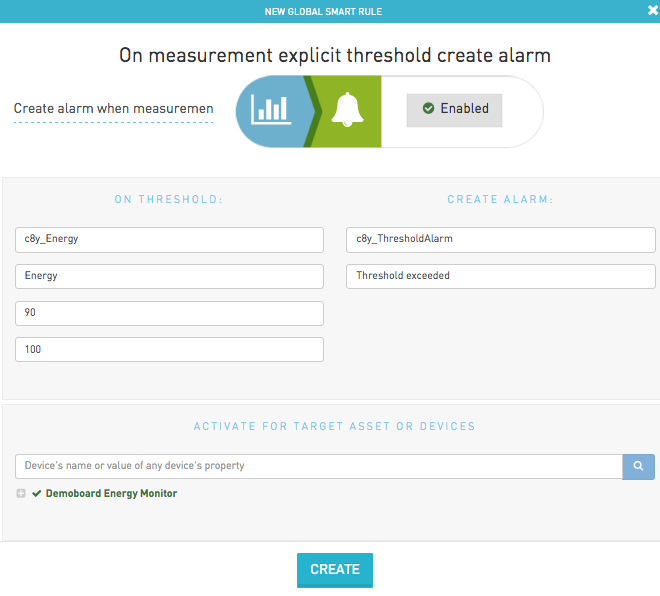 NEW GLOBAL SMART RULE
On measurement explicit threshold create alarm
Create alarm when measuremen
Enabled
ON THRESHOLD:
CREATE ALARM:
c8y_Energy
c8y_ThresholdAlarm
Energy
Threshold exceeded
90
100
ACTIVATE FOR TARGET ASSET OR DEVICES
Device's name or value of any device's property
Demoboard Energy Monitor
CREATE